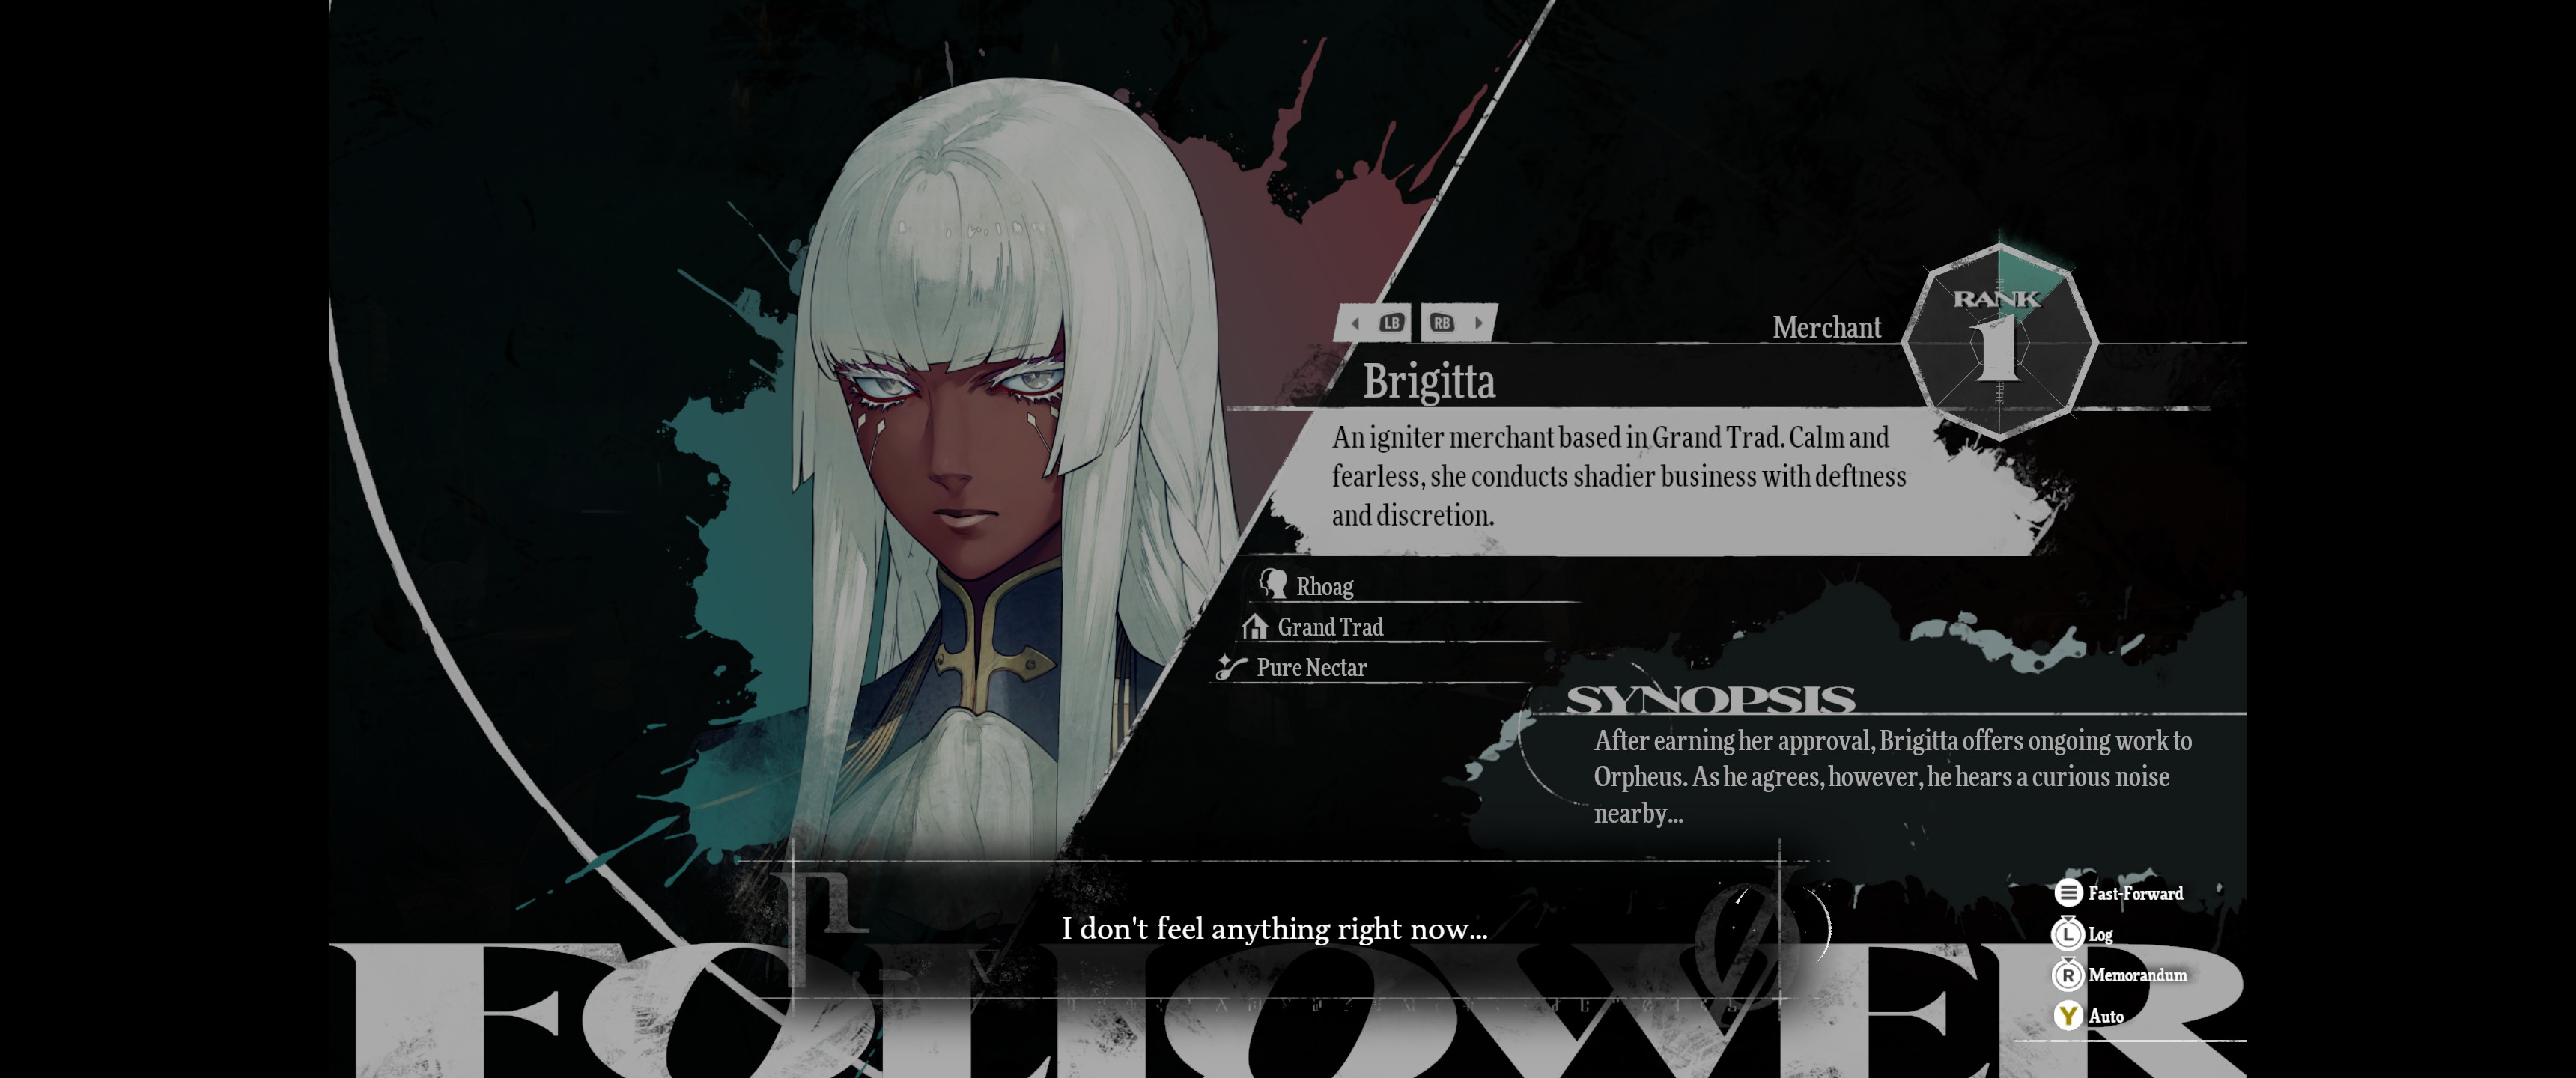 LB
RB
Merchant
RANK
1
Brigitta
An igniter merchant based in Grand Trad. Calm and
fearless, she conducts shadier business with deftness
and discretion.
Rhoag
Grand Trad
Pure Nectar
SYNOPSIS
After earning her approval, Brigitta offers ongoing work to
Orpheus. As he agrees, however, he hears a curious noise
nearby...
I don't feel anything right now...
Fast-Forward
L Log
R Memorandum
Y Auto
FOLLOWER